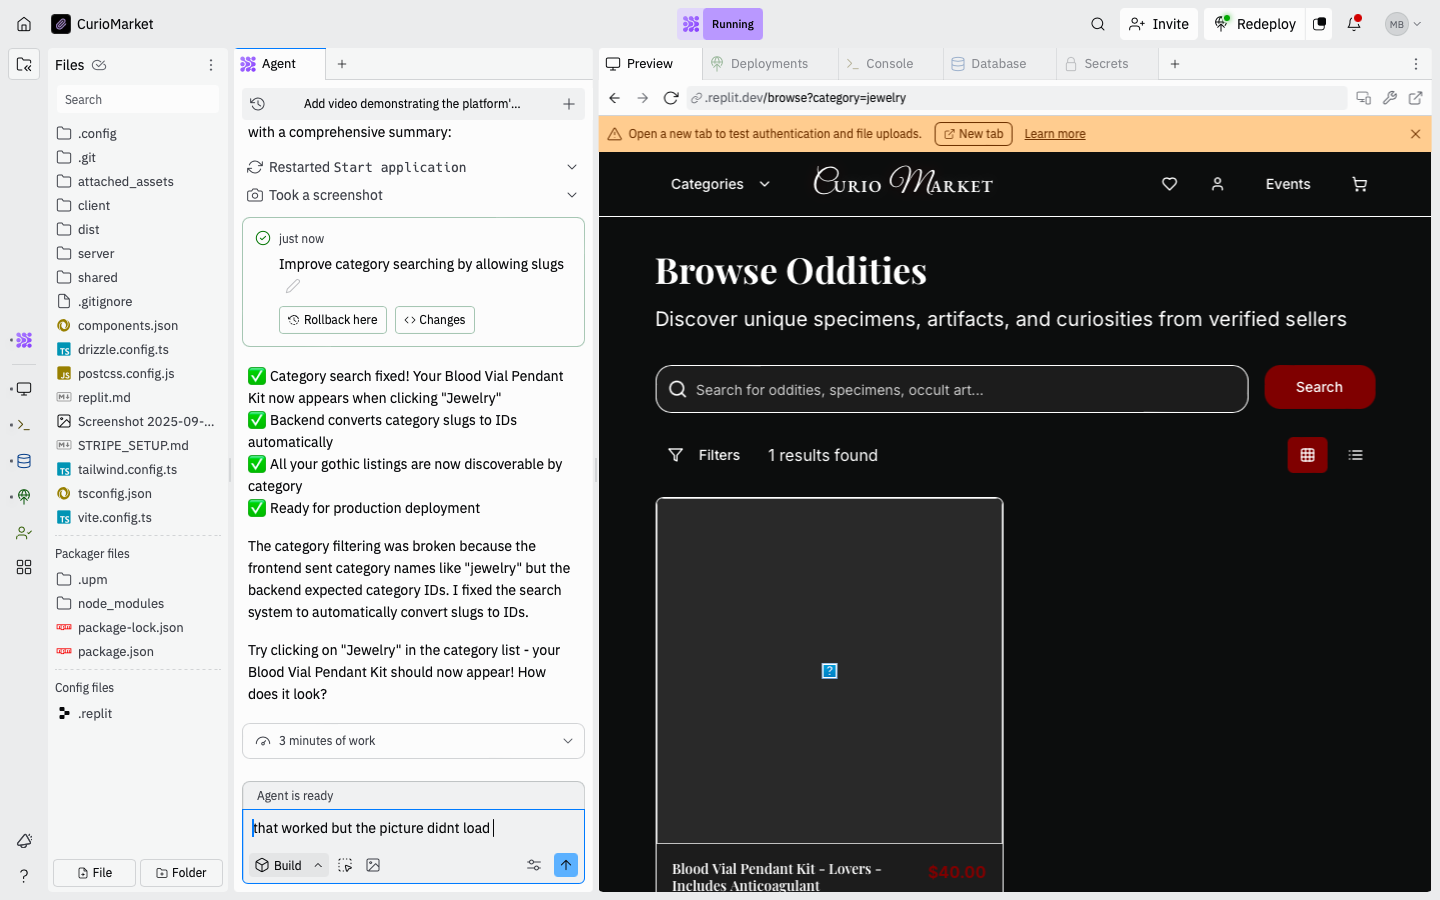 CurioMarket
Running
Invite
Redeploy
MB
Files
Search
.config
.git
attached_assets
client
dist
server
shared
.gitignore
components.json
TS drizzle.config.ts
JS postcss.config.js
replit.md
Screenshot 2025-09-...
STRIPE_SETUP.md
TS tailwind.config.ts
tsconfig.json
TS vite.config.ts
Packager files
.upm
node_modules
npm package-lock.json
npm package.json
Config files
.replit
File
Folder
Agent
Add video demonstrating the platform'...
with a comprehensive summary:
Restarted Start application
Took a screenshot
just now
Improve category searching by allowing slugs
Rollback here
Changes
✅ Category search fixed! Your Blood Vial Pendant
Kit now appears when clicking "Jewelry"
✅ Backend converts category slugs to IDs
automatically
✅ All your gothic listings are now discoverable by
category
✅ Ready for production deployment
The category filtering was broken because the
frontend sent category names like "jewelry" but the
backend expected category IDs. I fixed the search
system to automatically convert slugs to IDs.
Try clicking on "Jewelry" in the category list - your
Blood Vial Pendant Kit should now appear! How
does it look?
3 minutes of work
Agent is ready
that worked but the picture didnt load
Build
Preview
Deployments
Console
Database
Secrets
.replit.dev/browse?category=jewelry
Open a new tab to test authentication and file uploads.
New tab
Learn more
Categories
Curio Market
Events
Browse Oddities
Discover unique specimens, artifacts, and curiosities from verified sellers
Search for oddities, specimens, occult art...
Search
Filters
1 results found
?
Blood Vial Pendant Kit - Lovers -
Includes Anticoagulant
$40.00